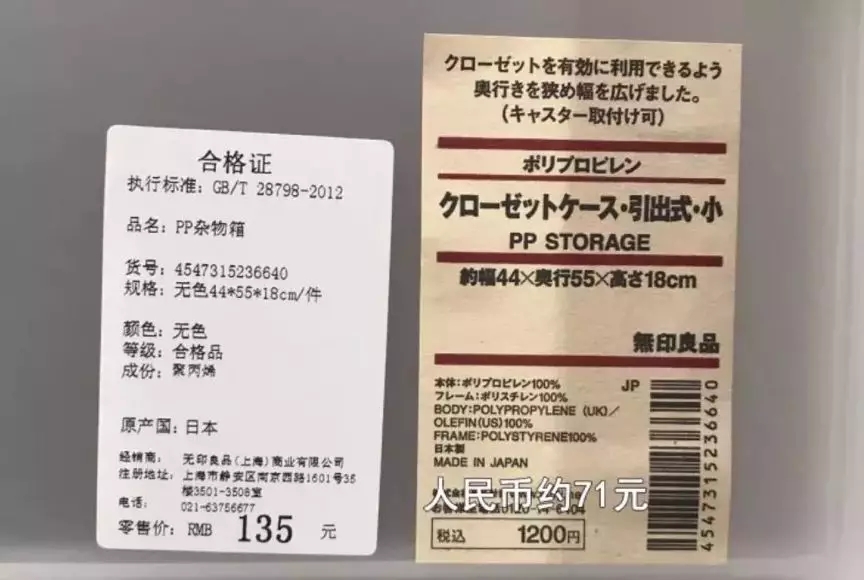 合格证
执行标准: GB/T 28798-2012
品名: PP杂物箱
货号: 4547315236640
规格: 无色44*55*18cm/件
颜色: 无色
等级: 合格品
成份: 聚丙烯
原产国: 日本
经销商: 无印良品(上海)商业有限公司
注册地址: 上海市静安区南京西路1601号35
楼3501-3508室
电话: 021-63756677
零售价: RMB 135 元
クローゼットを有効に利用できるよう
奥行きを狭め幅を広げました。
(キャスター取付け可)
ポリプロピレン
クローゼットケース・引出式・小
PP STORAGE
約幅44×奥行55×高さ18cm
無印良品
本体:ポリプロピレン100%
フレーム:ポリスチレン100%
BODY:POLYPROPYLENE (UK)/
OLEFIN(US)100%
FRAME:POLYSTYRENE100%
日本製
MADE IN JAPAN
JP
4547315236640
人民币约71元
税込 1200円